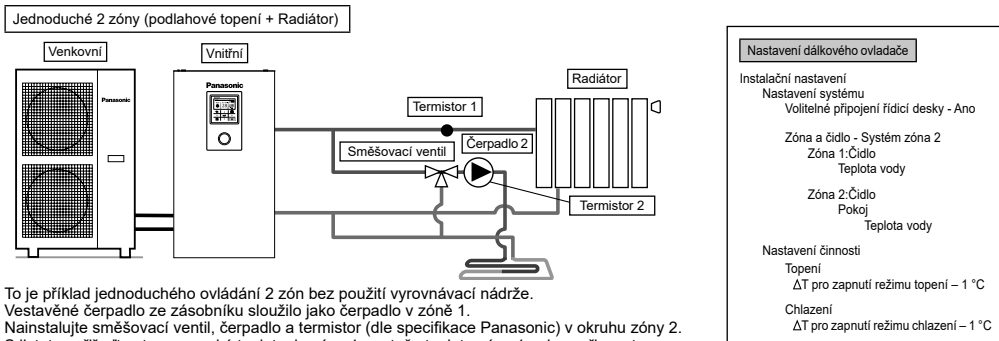 Jednoduché 2 zóny (podlahové topení + Radiátor)
Venkovní
Vnitřní
Panasonic
Panasonic
Radiátor
Termistor 1
Čerpadlo 2
Směšovací ventil
Termistor 2
To je příklad jednoduchého ovládání 2 zón bez použití vyrovnávací nádrže.
Vestavěné čerpadlo ze zásobníku sloužilo jako čerpadlo v zóně 1.
Nainstalujte směšovací ventil, čerpadlo a termistor (dle specifikace Panasonic) v okruhu zóny 2.
Nastavení dálkového ovladače
Instalační nastavení
Nastavení systému
Volitelné připojení řídicí desky - Ano
Zóna a čidlo - Systém zóna 2
Zóna 1:Čidlo
Teplota vody
Zóna 2:Čidlo
Pokoj
Teplota vody
Nastavení činnosti
Topení
ΔT pro zapnutí režimu topení – 1 °C
Chlazení
ΔT pro zapnutí režimu chlazení – 1 °C